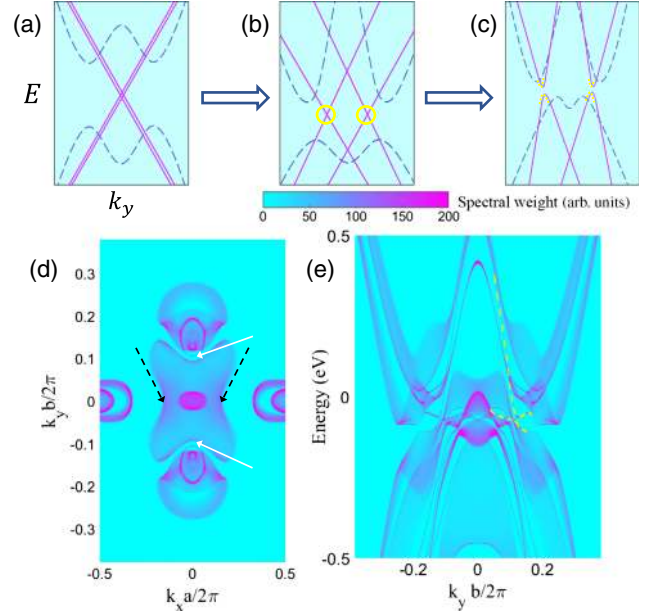 (a)
(b)
(c)
E
k_y
0 50 100 150 200
Spectral weight (arb. units)
(d)
(e)
k_y b/2π
0.3
0.2
0.1
0
-0.1
-0.2
-0.3
-0.5 0 0.5
k_x a/2π
Energy (eV)
0.5
0
-0.5
-0.2 0 0.2
k_y b/2π